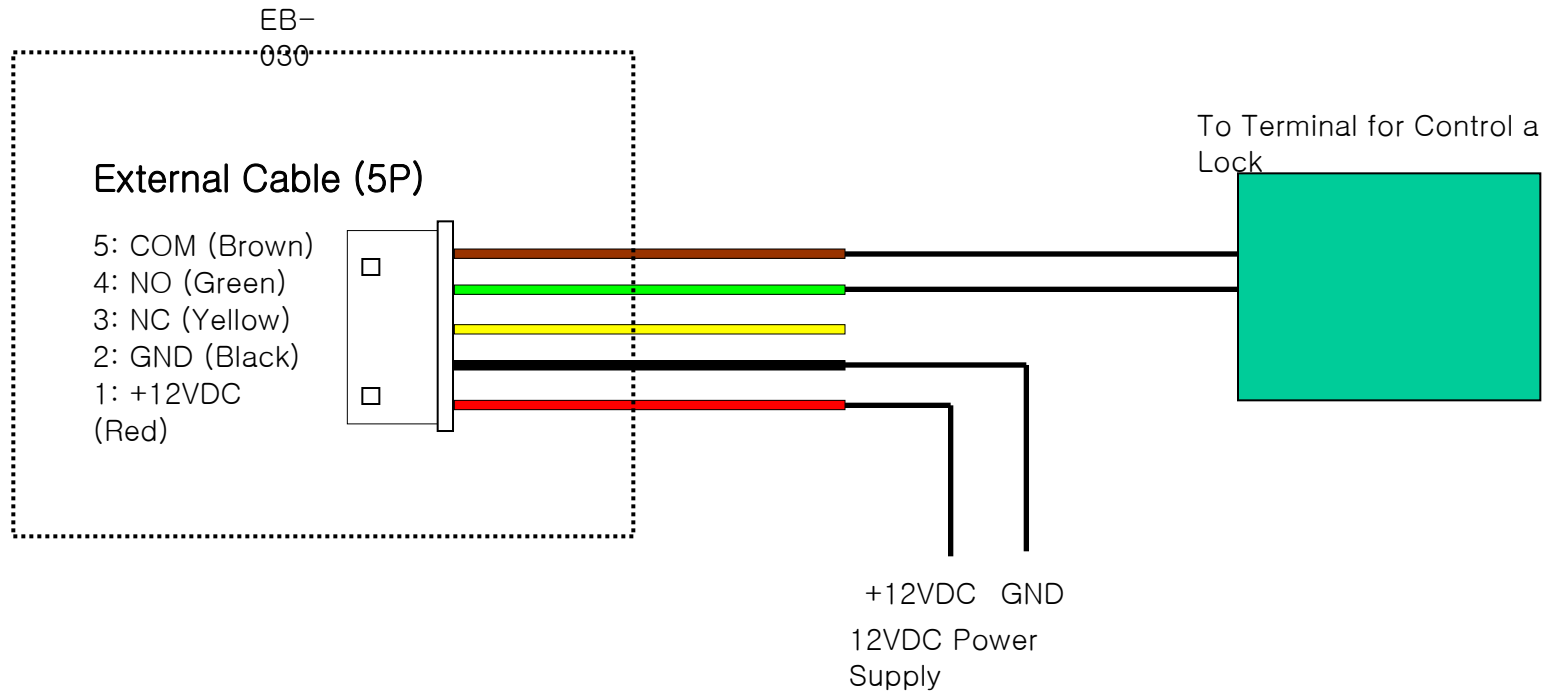 EB-
030
To Terminal for Control a
Lock
External Cable (5P)
5: COM (Brown)
4: NO (Green)
3: NC (Yellow)
2: GND (Black)
1: +12VDC
(Red)
+12VDC GND
12VDC Power
Supply